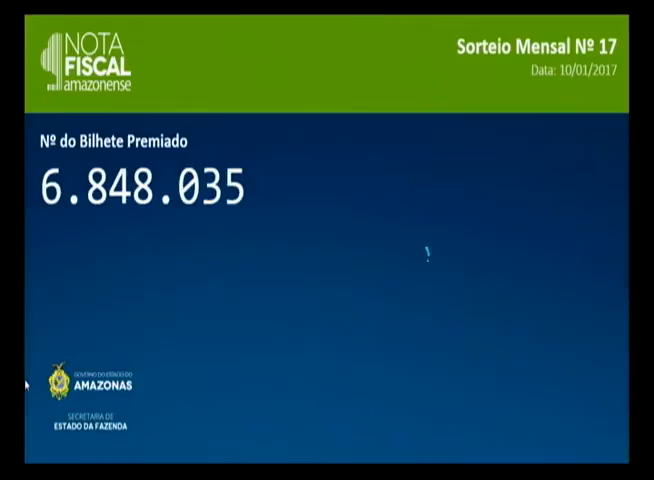 NOTA
FISCAL
amazonense
Sorteio Mensal Nº 17
Data: 10/01/2017
Nº do Bilhete Premiado
6.848.035
GOVERNO DO ESTADO DO
AMAZONAS
SECRETARIA DE
ESTADO DA FAZENDA